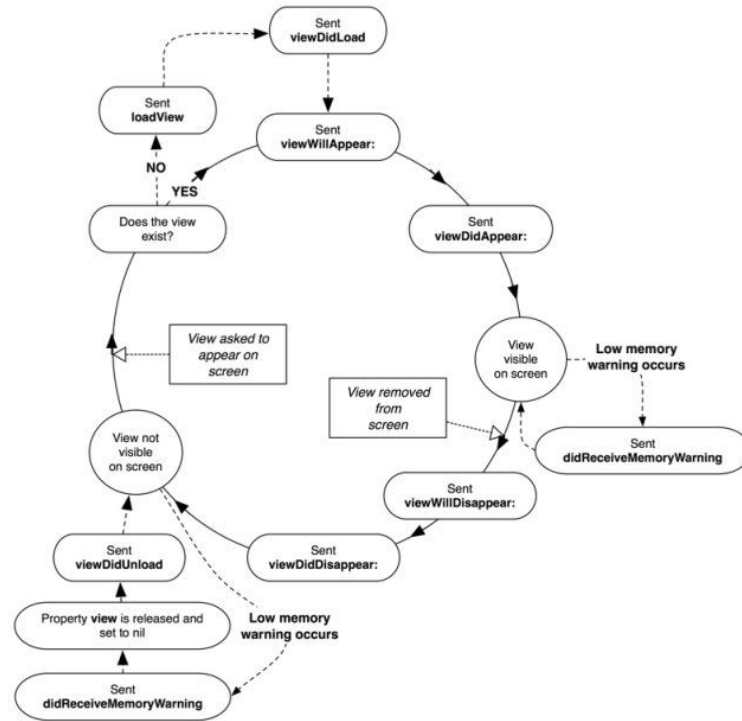 Sent
viewDidLoad
Sent
loadView
Sent
viewWillAppear:
NO
YES
Does the view
exist?
Sent
viewDidAppear:
View asked to
appear on
screen
View
visible
on screen
Low memory
warning occurs
View removed
from
screen
View not
visible
on screen
Sent
didReceiveMemoryWarning
Sent
viewWillDisappear:
Sent
viewDidUnload
Sent
viewDidDisappear:
Property view is released and
set to nil
Low memory
warning occurs
Sent
didReceiveMemoryWarning